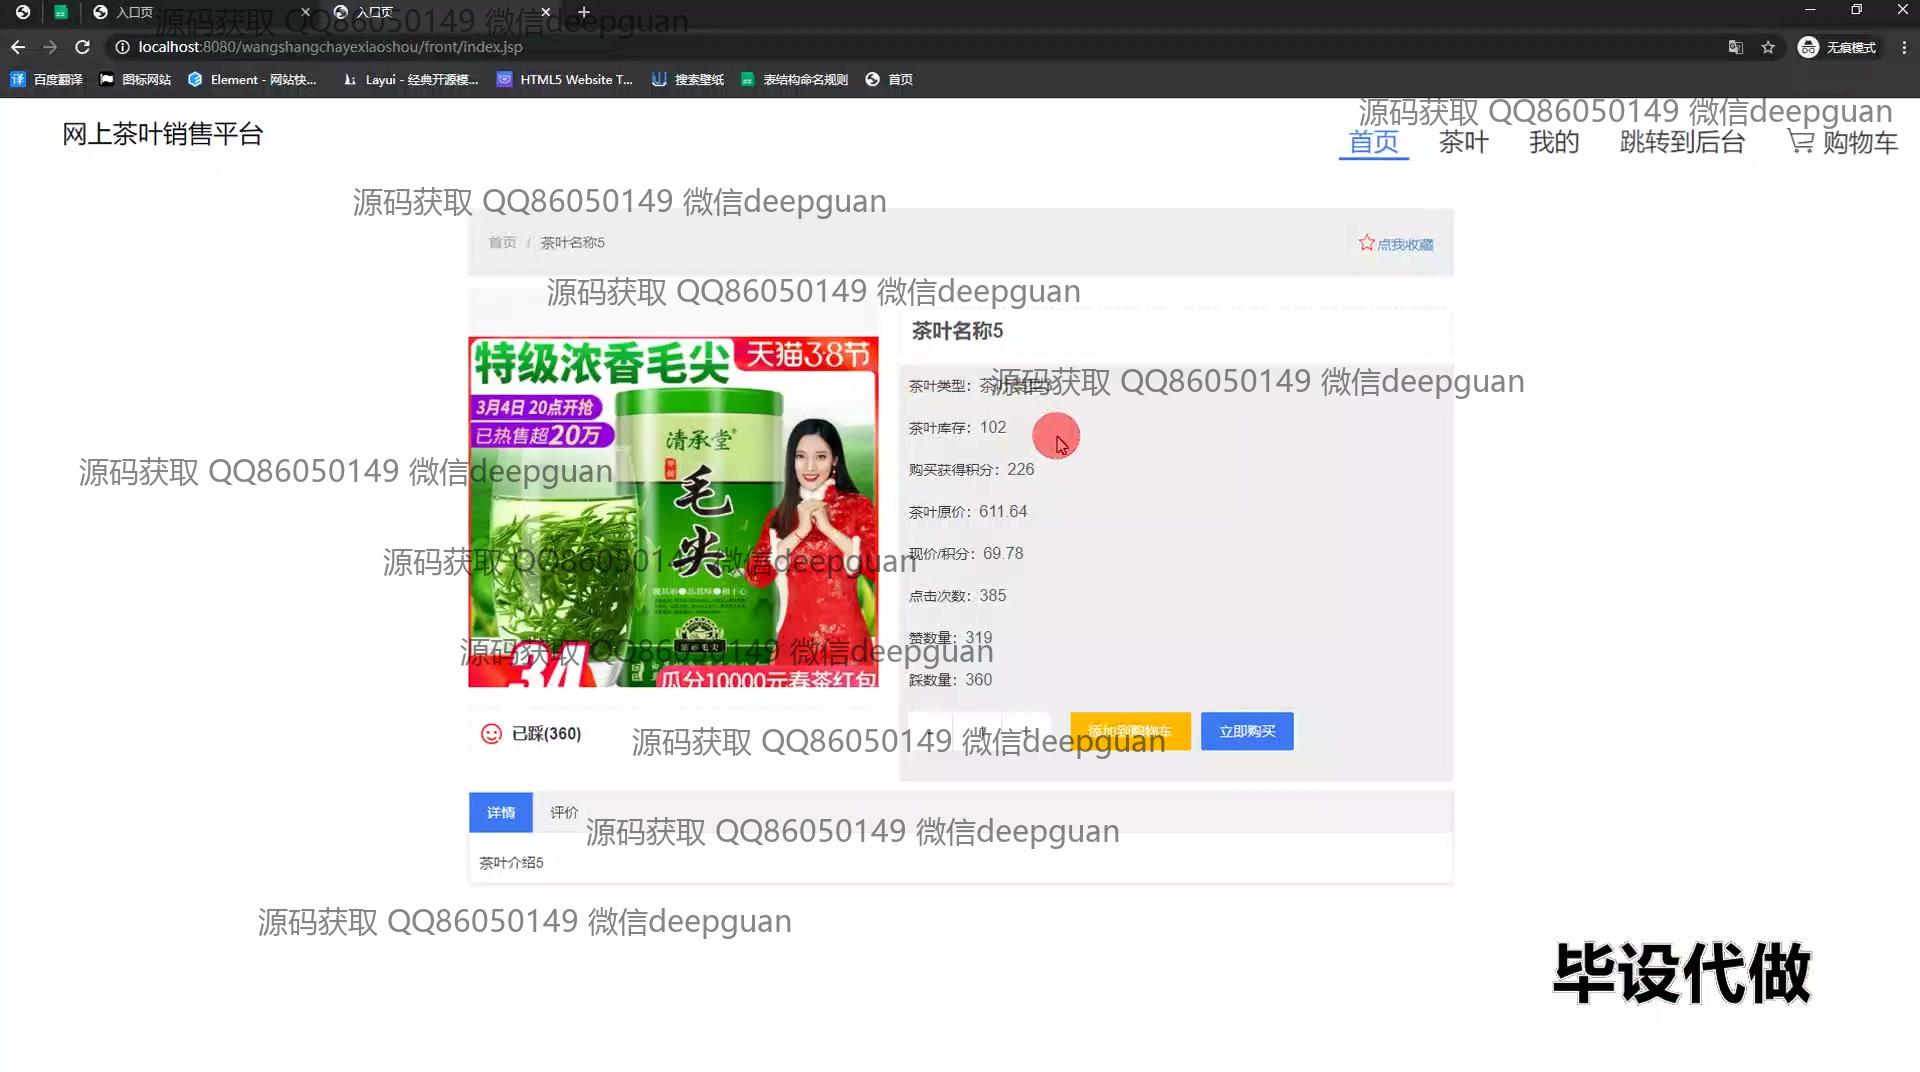 入口页
入口页
源码获取 QQ86050149 微信deepguan
localhost:8080/wangshangchayexiaoshou/front/index.jsp
无痕模式
百度翻译
图标网站
Element - 网站快...
Layui - 经典开源模...
HTML5 Website T...
搜索壁纸
表结构命名规则
首页
源码获取 QQ86050149 微信deepguan
网上茶叶销售平台
首页
茶叶
我的
跳转到后台
购物车
源码获取 QQ86050149 微信deepguan
首页 / 茶叶名称5
点我收藏
源码获取 QQ86050149 微信deepguan
茶叶名称5
特级浓香毛尖
天猫3·8节
3月4日 20点开抢
已热售超20万
清承堂
毛尖
34
瓜分10000元春茶红包
茶叶类型：
源码获取 QQ86050149 微信deepguan
茶叶库存：102
购买获得积分：226
源码获取 QQ86050149 微信deepguan
茶叶原价：611.64
现价/积分：69.78
源码获取 QQ86050149 微信deepguan
点击次数：385
赞数量：319
源码获取 QQ86050149 微信deepguan
踩数量：360
已踩(360)
添加到购物车
立即购买
源码获取 QQ86050149 微信deepguan
详情
评价
源码获取 QQ86050149 微信deepguan
茶叶介绍5
源码获取 QQ86050149 微信deepguan
毕设代做